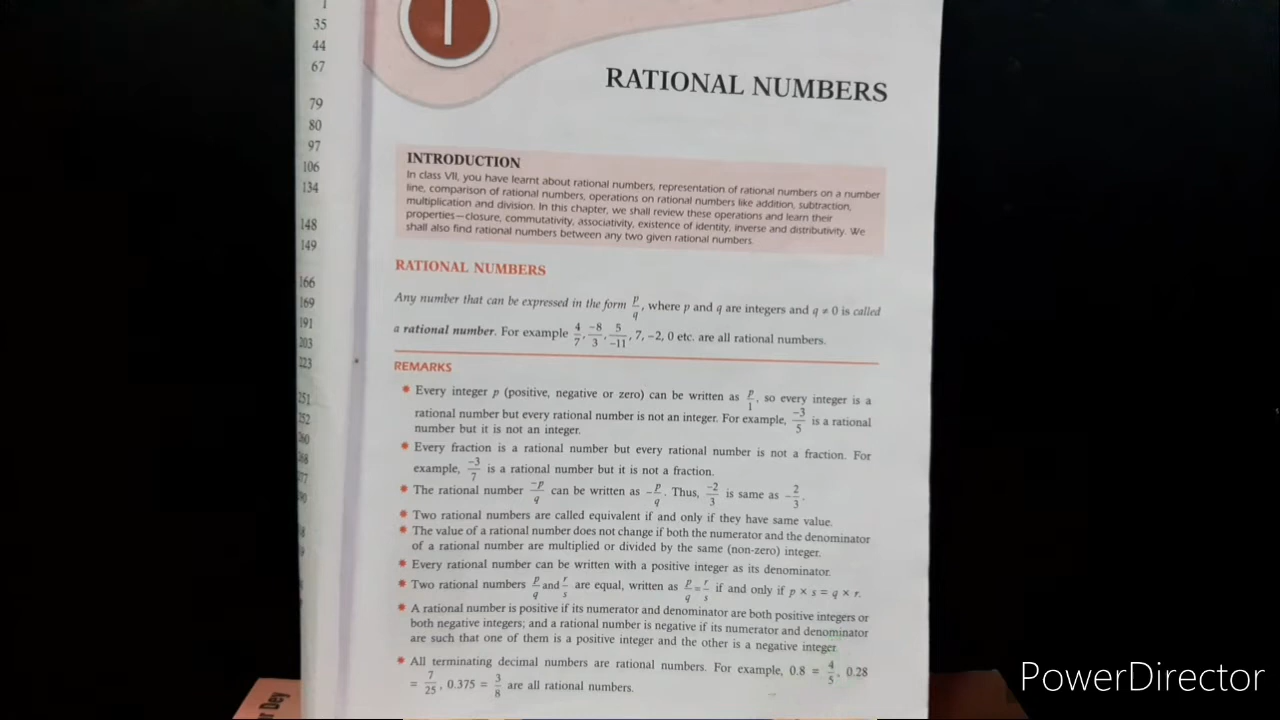 1
35
44
67
79
80
97
106
134
148
149
166
169
191
203
223
251
252
260
268
277
1
RATIONAL NUMBERS
INTRODUCTION
In class VII, you have learnt about rational numbers, representation of rational numbers on a number
line, comparison of rational numbers, operations on rational numbers like addition, subtraction,
multiplication and division. In this chapter, we shall review these operations and learn their
properties—closure, commutativity, associativity, existence of identity, inverse and distributivity. We
shall also find rational numbers between any two given rational numbers.
RATIONAL NUMBERS
Any number that can be expressed in the form p/q, where p and q are integers and q ≠ 0 is called
a rational number. For example 4/7, -8/3, 5/-11, 7, -2, 0 etc. are all rational numbers.
REMARKS
• Every integer p (positive, negative or zero) can be written as p/1, so every integer is a
rational number but every rational number is not an integer. For example, -3/5 is a rational
number but it is not an integer.
• Every fraction is a rational number but every rational number is not a fraction. For
example, -3/7 is a rational number but it is not a fraction.
• The rational number -p/q can be written as -p/q. Thus, -2/3 is same as -2/3.
• Two rational numbers are called equivalent if and only if they have same value.
• The value of a rational number does not change if both the numerator and the denominator
of a rational number are multiplied or divided by the same (non-zero) integer.
• Every rational number can be written with a positive integer as its denominator.
• Two rational numbers p/q and r/s are equal, written as p/q = r/s if and only if p × s = q × r.
• A rational number is positive if its numerator and denominator are both positive integers or
both negative integers; and a rational number is negative if its numerator and denominator
are such that one of them is a positive integer and the other is a negative integer.
• All terminating decimal numbers are rational numbers. For example, 0.8 = 4/5, 0.28
= 7/25, 0.375 = 3/8 are all rational numbers.
Dey
PowerDirector